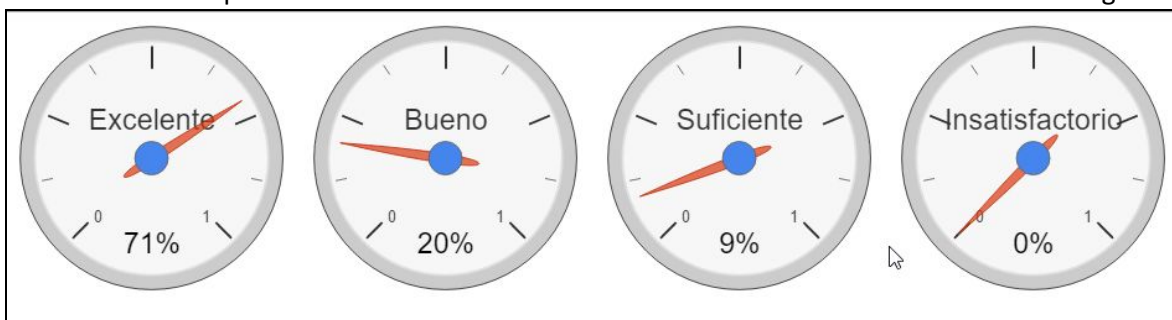 Excelente
0 1
71%
Bueno
0 1
20%
Suficiente
0 1
9%
Insatisfactorio
0 1
0%